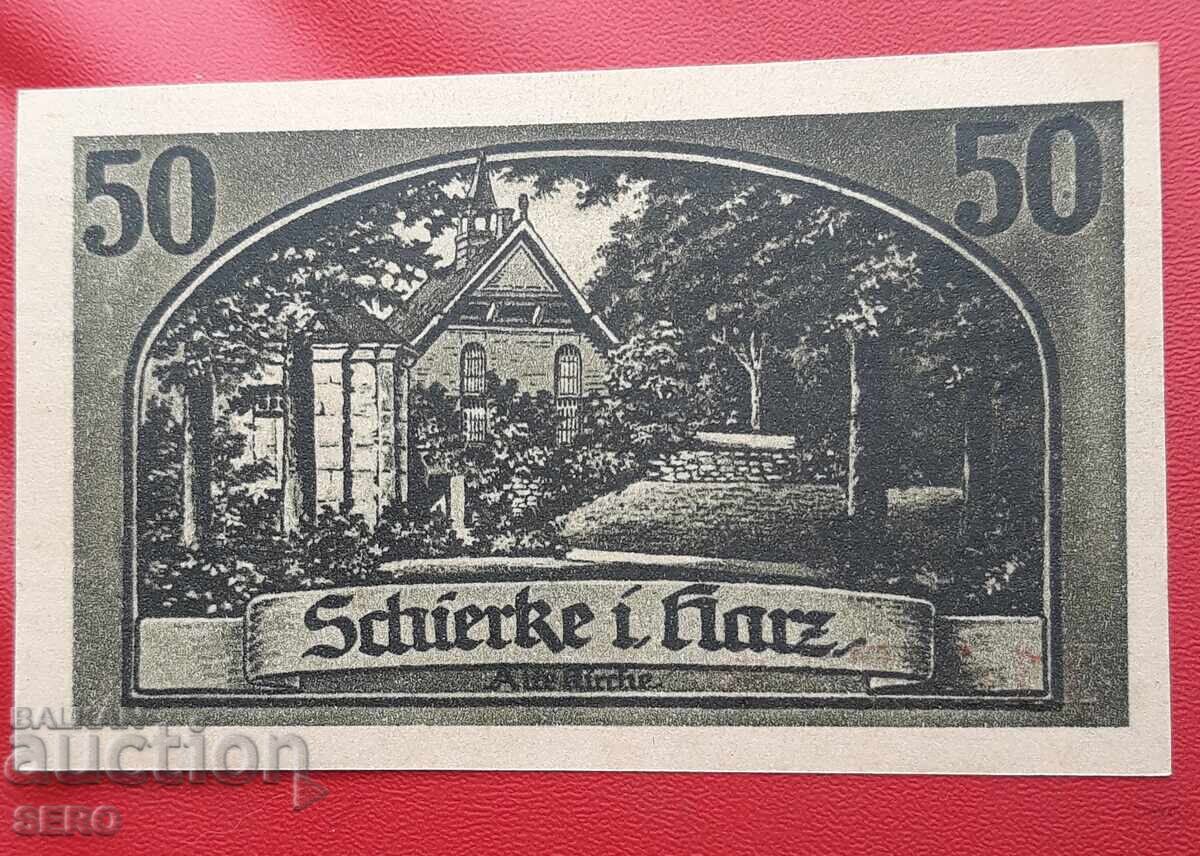 50
50
Schierke i. Harz.
Alte Kirche.
BALKAN
auction
SERO